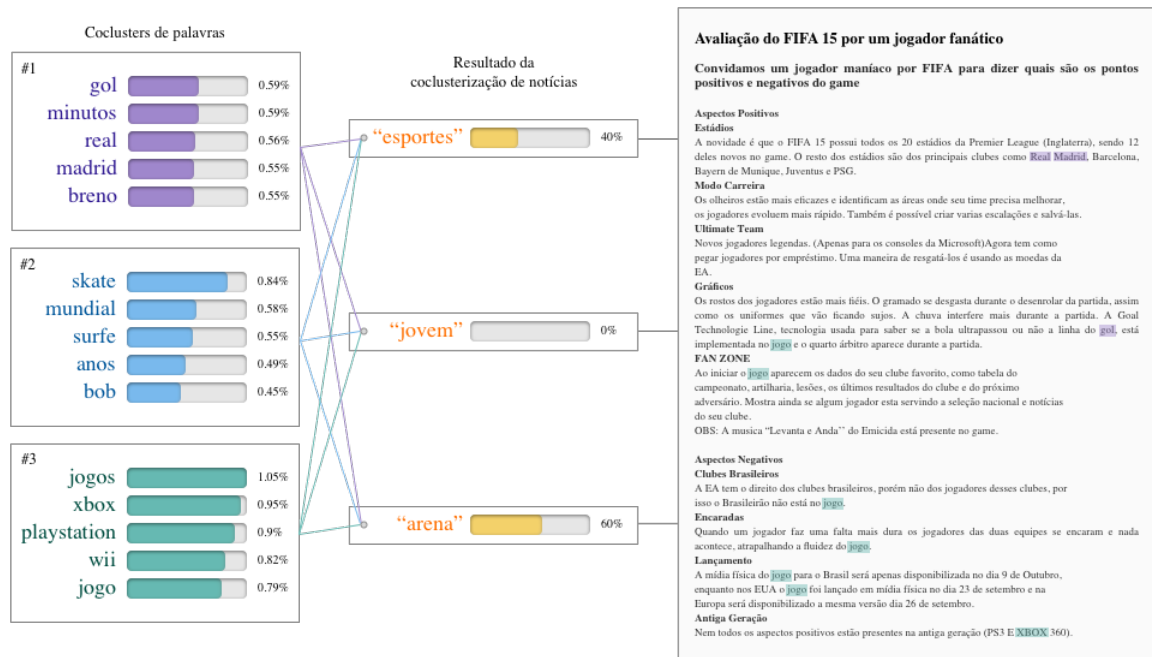 Coclusters de palavras
#1
gol 0.59%
minutos 0.59%
real 0.56%
madrid 0.55%
breno 0.55%
#2
skate 0.84%
mundial 0.58%
surfe 0.55%
anos 0.49%
bob 0.45%
#3
jogos 1.05%
xbox 0.95%
playstation 0.9%
wii 0.82%
jogo 0.79%
Resultado da
coclusterização de notícias
“esportes” 40%
“jovem” 0%
“arena” 60%
Avaliação do FIFA 15 por um jogador fanático
Convidamos um jogador maníaco por FIFA para dizer quais são os pontos
positivos e negativos do game
Aspectos Positivos
Estádios
A novidade é que o FIFA 15 possui todos os 20 estádios da Premier League (Inglaterra), sendo 12
deles novos no game. O resto dos estádios são dos principais clubes como Real Madrid, Barcelona,
Bayern de Munique, Juventus e PSG.
Modo Carreira
Os olheiros estão mais eficazes e identificam as áreas onde seu time precisa melhorar,
os jogadores evoluem mais rápido. Também é possível criar varias escalações e salvá-las.
Ultimate Team
Novos jogadores legendas. (Apenas para os consoles da Microsoft)Agora tem como
pegar jogadores por empréstimo. Uma maneira de resgatá-los é usando as moedas da
EA.
Gráficos
Os rostos dos jogadores estão mais fiéis. O gramado se desgasta durante o desenrolar da partida, assim
como os uniformes que vão ficando sujos. A chuva interfere mais durante a partida. A Goal
Technologie Line, tecnologia usada para saber se a bola ultrapassou ou não a linha do gol, está
implementada no jogo e o quarto árbitro aparece durante a partida.
FAN ZONE
Ao iniciar o jogo aparecem os dados do seu clube favorito, como tabela do
campeonato, artilharia, lesões, os últimos resultados do clube e do próximo
adversário. Mostra ainda se algum jogador esta servindo a seleção nacional e notícias
do seu clube.
OBS: A musica “Levanta e Anda’’ do Emicida está presente no game.
Aspectos Negativos
Clubes Brasileiros
A EA tem o direito dos clubes brasileiros, porém não dos jogadores desses clubes, por
isso o Brasileirão não está no jogo.
Encaradas
Quando um jogador faz uma falta mais dura os jogadores das duas equipes se encaram e nada
acontece, atrapalhando a fluidez do jogo.
Lançamento
A mídia física do jogo para o Brasil será apenas disponibilizada no dia 9 de Outubro,
enquanto nos EUA o jogo foi lançado em mídia física no dia 23 de setembro e na
Europa será disponibilizado a mesma versão dia 26 de setembro.
Antiga Geração
Nem todos os aspectos positivos estão presentes na antiga geração (PS3 E XBOX 360).